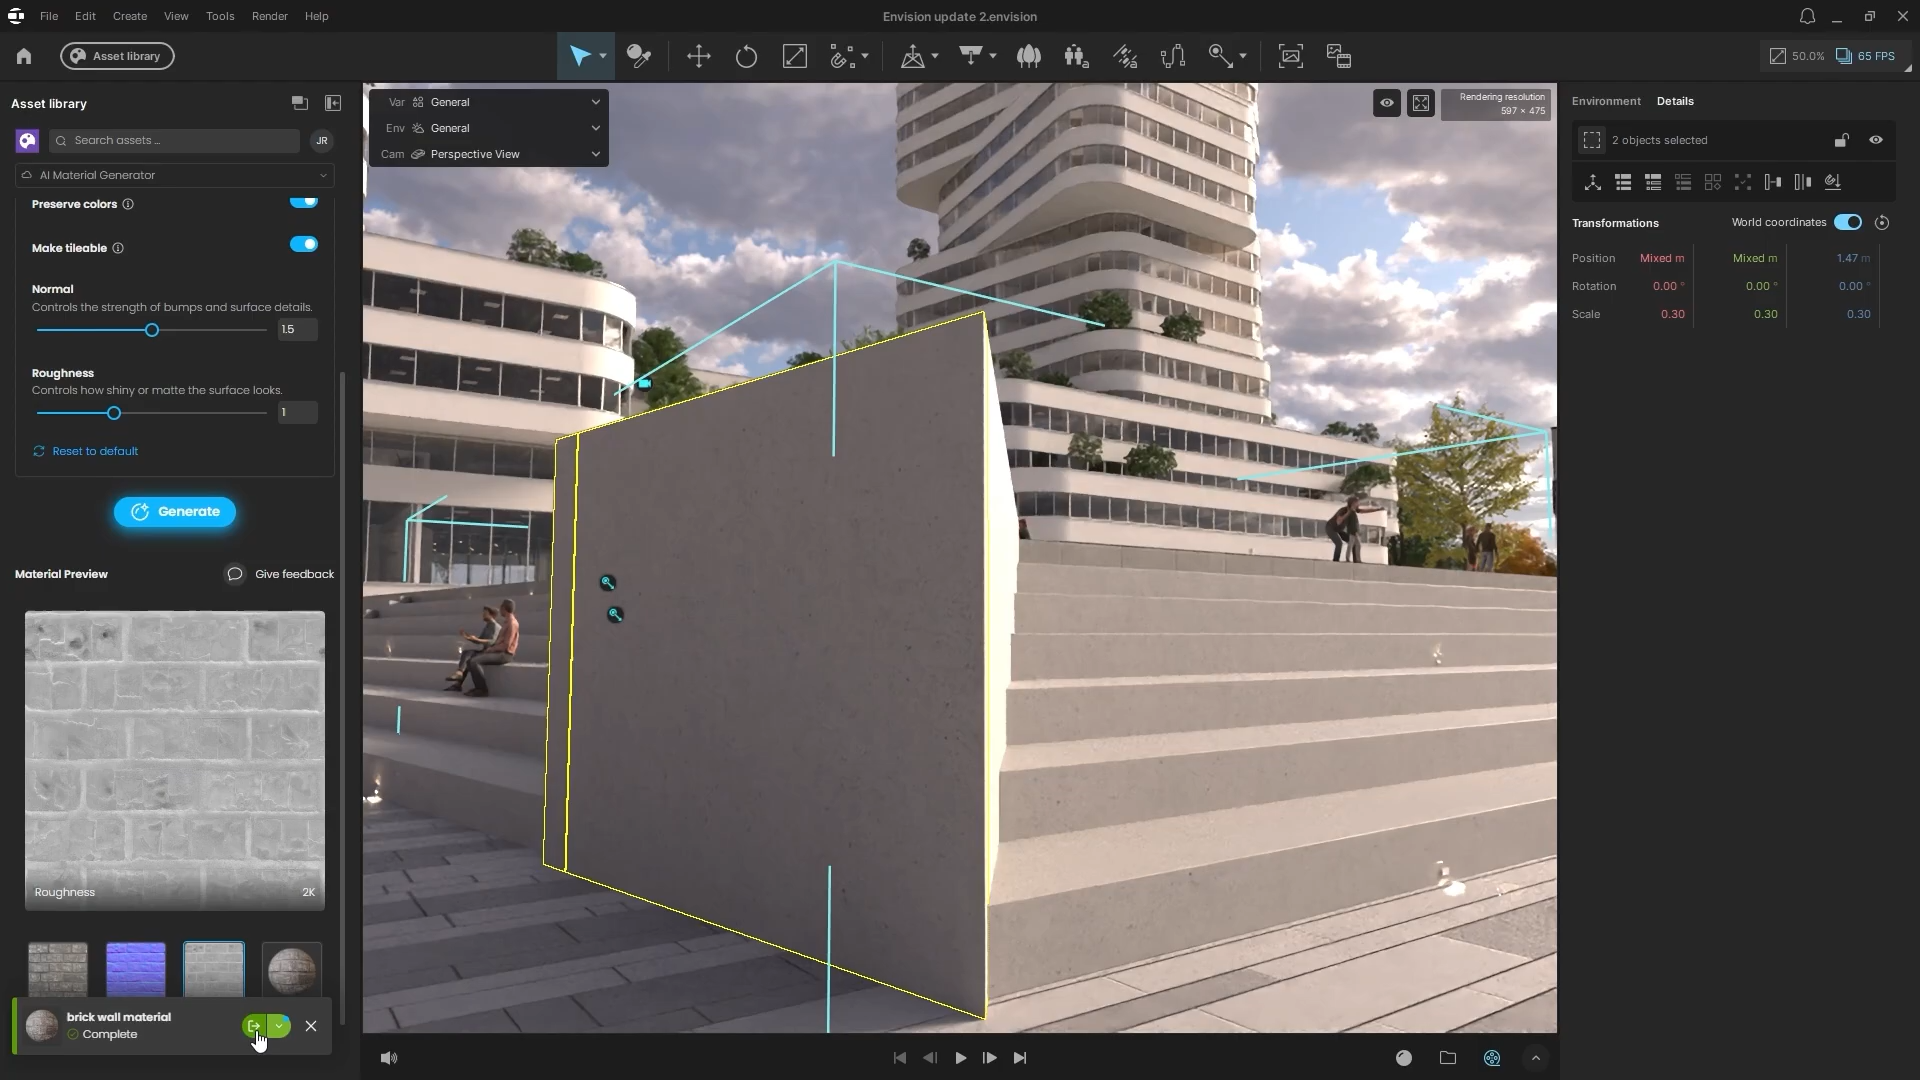 File Edit Create View Tools Render Help
Envision update 2.envision
Asset library
50.0% 65 FPS
Asset library
Search assets ...
JR
AI Material Generator
Preserve colors
Make tileable
Normal
Controls the strength of bumps and surface details.
1.5
Roughness
Controls how shiny or matte the surface looks.
1
Reset to default
Generate
Material Preview
Give feedback
Roughness 2K
brick wall material
Complete
Var General
Env General
Cam Perspective View
Rendering resolution
597 × 475
Environment Details
2 objects selected
Transformations World coordinates
Position Mixed m Mixed m 1.47 m
Rotation 0.00 ° 0.00 ° 0.00 °
Scale 0.30 0.30 0.30